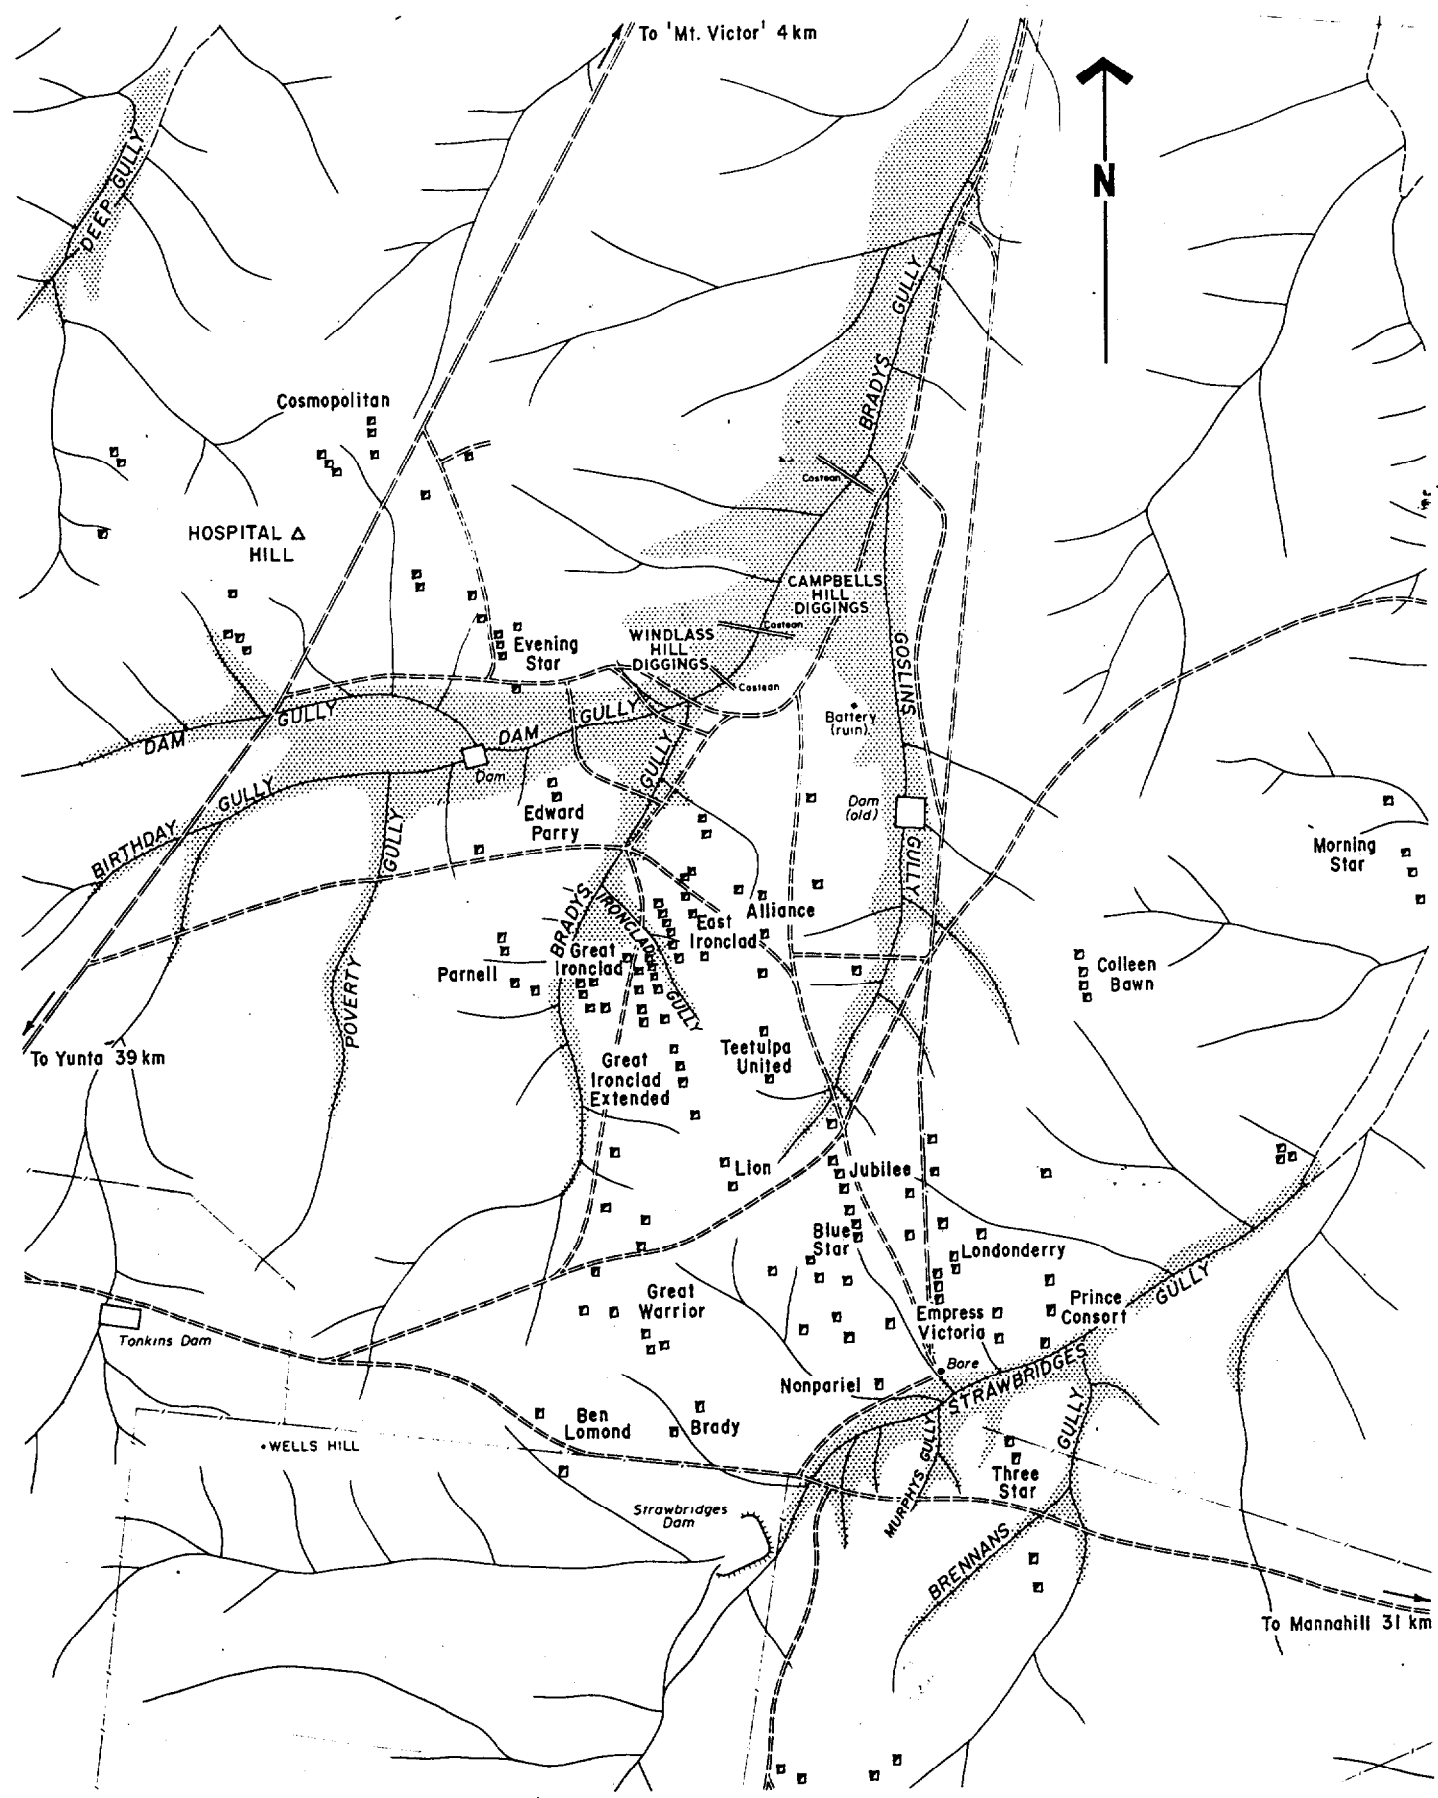 To 'Mt. Victor' 4 km
N
DEEP GULLY
BRADYS GULLY
Cosmopolitan
Costean
HOSPITAL
HILL
CAMPBELLS
HILL
DIGGINGS
Costean
WINDLASS
HILL
DIGGINGS
Evening
Star
Costean
GOSLINS GULLY
DAM GULLY
DAM GULLY
Battery
(ruin)
Dam
GULLY
Dam
(old)
BIRTHDAY GULLY
Edward
Parry
Morning
Star
POVERTY GULLY
BRADYS
IRONCLAD GULLY
Alliance
East
Ironclad
Great
Ironclad
Parnell
Colleen
Bawn
To Yunta 39 km
Teetulpa
United
Great
Ironclad
Extended
Lion
Jubilee
Blue
Star
Londonderry
Great
Warrior
Prince
Consort
GULLY
Empress
Victoria
Tonkins Dam
Bore
STRAWBRIDGES
Nonpariel
Ben
Lomond
Brady
WELLS HILL
MURPHYS GULLY
GULLY
Three
Star
Strawbridges
Dam
BRENNANS
To Mannahill 31 km